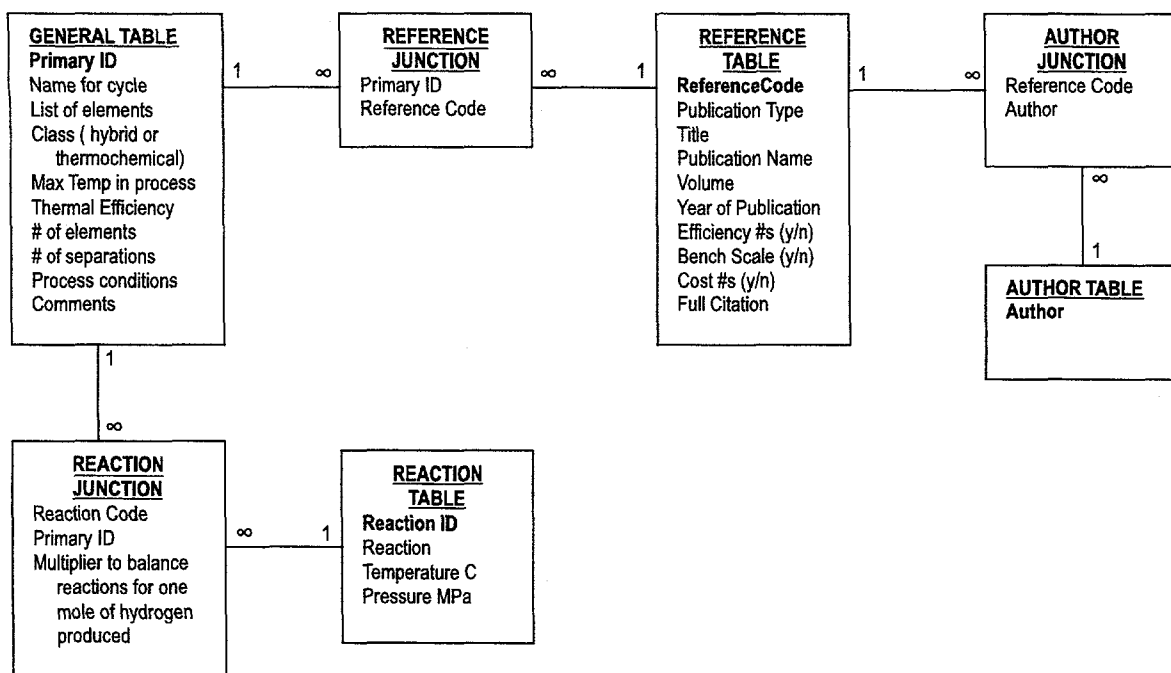 GENERAL TABLE
Primary ID
Name for cycle
List of elements
Class ( hybrid or
thermochemical)
Max Temp in process
Thermal Efficiency
# of elements
# of separations
Process conditions
Comments
1
∞
REFERENCE
JUNCTION
Primary ID
Reference Code
∞
1
REFERENCE
TABLE
ReferenceCode
Publication Type
Title
Publication Name
Volume
Year of Publication
Efficiency #s (y/n)
Bench Scale (y/n)
Cost #s (y/n)
Full Citation
1
∞
AUTHOR
JUNCTION
Reference Code
Author
∞
1
AUTHOR TABLE
Author
1
∞
REACTION
JUNCTION
Reaction Code
Primary ID
Multiplier to balance
reactions for one
mole of hydrogen
produced
∞
1
REACTION
TABLE
Reaction ID
Reaction
Temperature C
Pressure MPa